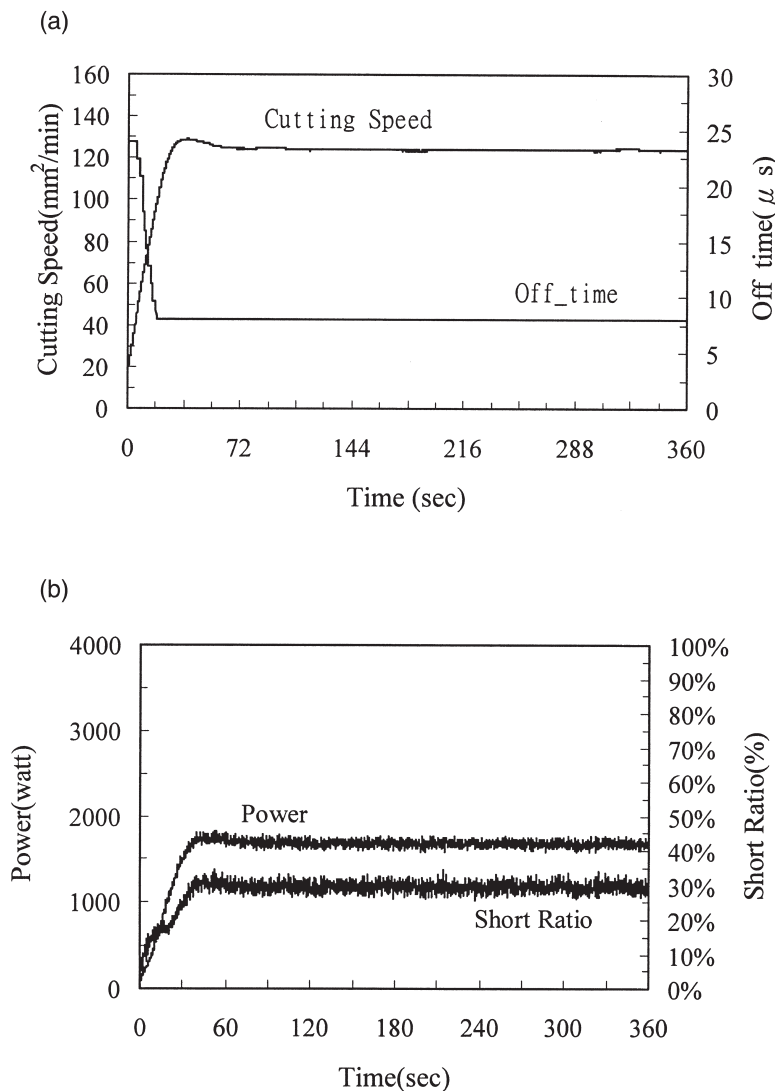 (a)
160
140
120
100
80
60
40
20
0
Cutting Speed(mm²/min)
Cutting Speed
Off_time
30
25
20
15
10
5
0
Off time(μ s)
0 72 144 216 288 360
Time (sec)
(b)
4000
3000
2000
1000
0
Power(watt)
Power
Short Ratio
100%
90%
80%
70%
60%
50%
40%
30%
20%
10%
0%
Short Ratio(%)
0 60 120 180 240 300 360
Time(sec)